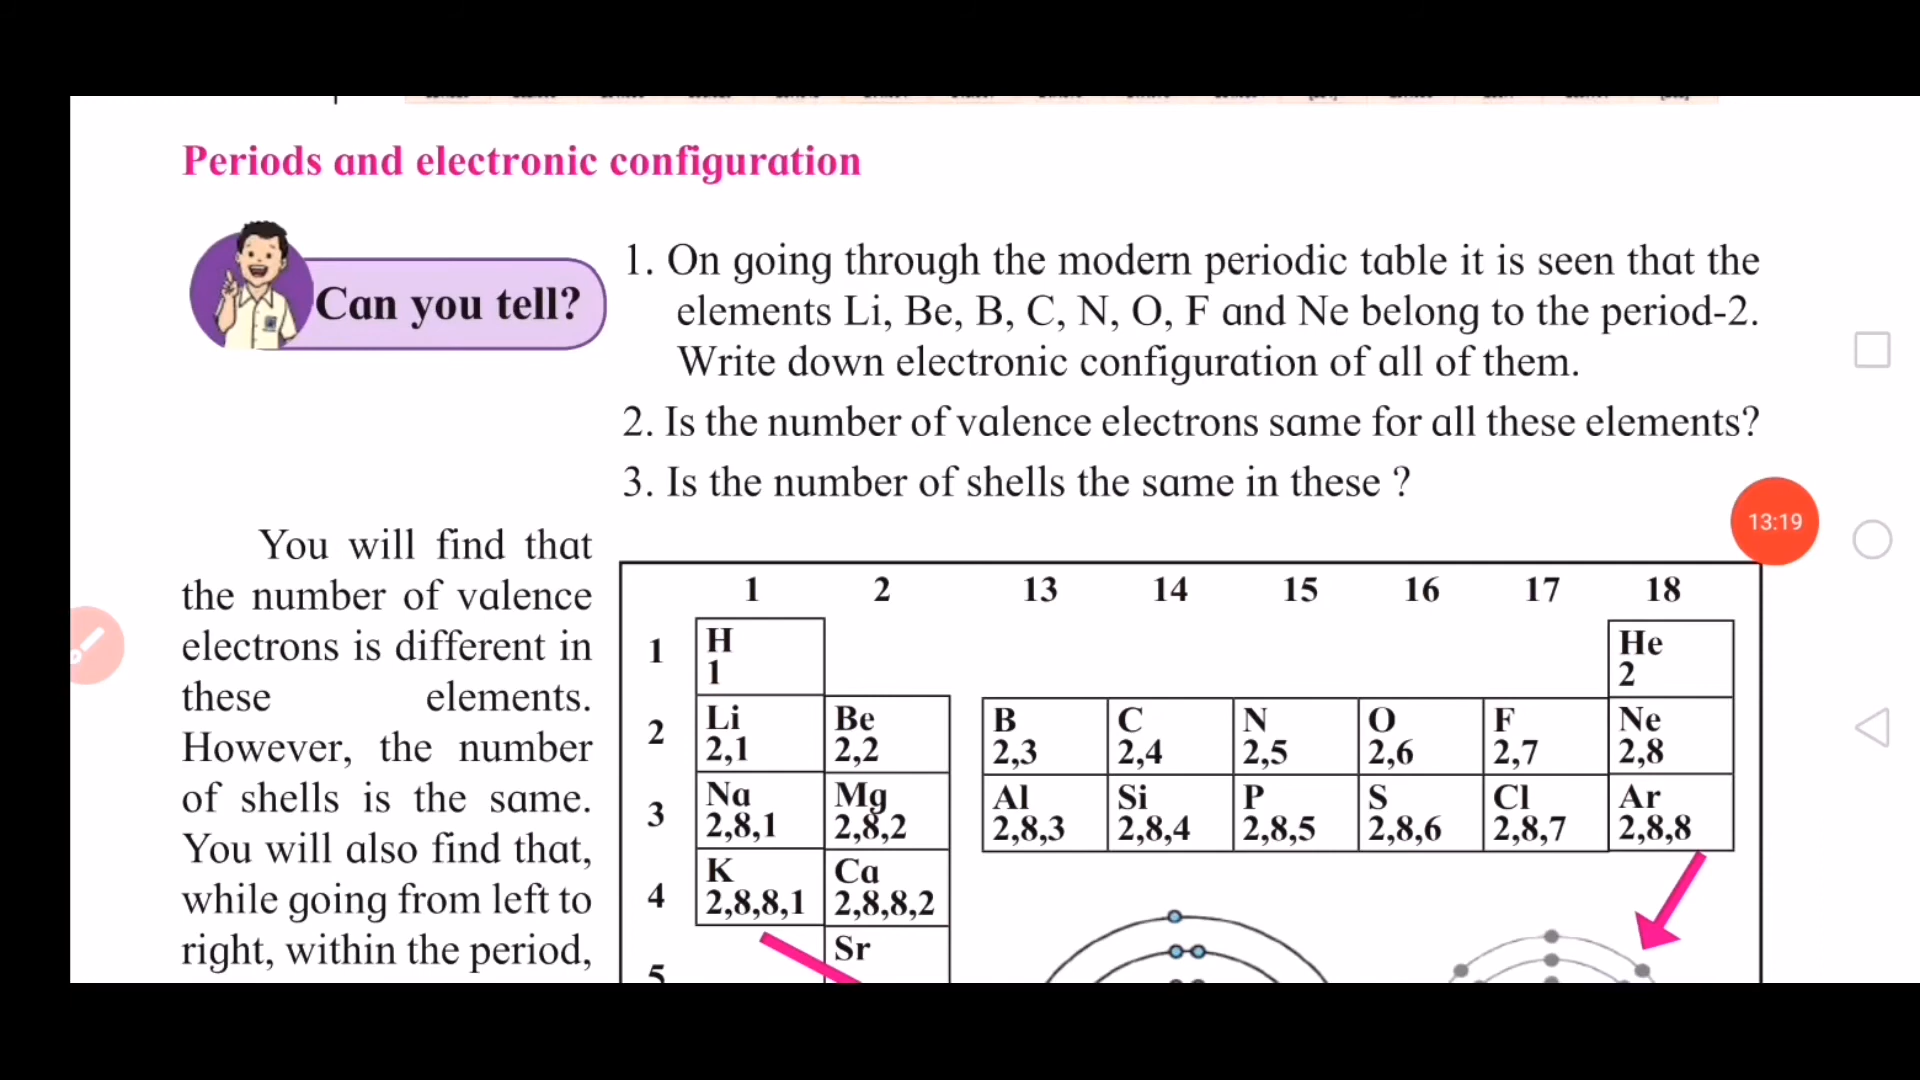 Periods and electronic configuration
Can you tell?
1. On going through the modern periodic table it is seen that the
elements Li, Be, B, C, N, O, F and Ne belong to the period-2.
Write down electronic configuration of all of them.
2. Is the number of valence electrons same for all these elements?
3. Is the number of shells the same in these ?
13:19
You will find that
the number of valence
electrons is different in
these elements.
However, the number
of shells is the same.
You will also find that,
while going from left to
right, within the period,
1 2 13 14 15 16 17 18
1 H He
1 2
2 Li Be B C N O F Ne
2,1 2,2 2,3 2,4 2,5 2,6 2,7 2,8
3 Na Mg Al Si P S Cl Ar
2,8,1 2,8,2 2,8,3 2,8,4 2,8,5 2,8,6 2,8,7 2,8,8
4 K Ca
2,8,8,1 2,8,8,2
5 Sr